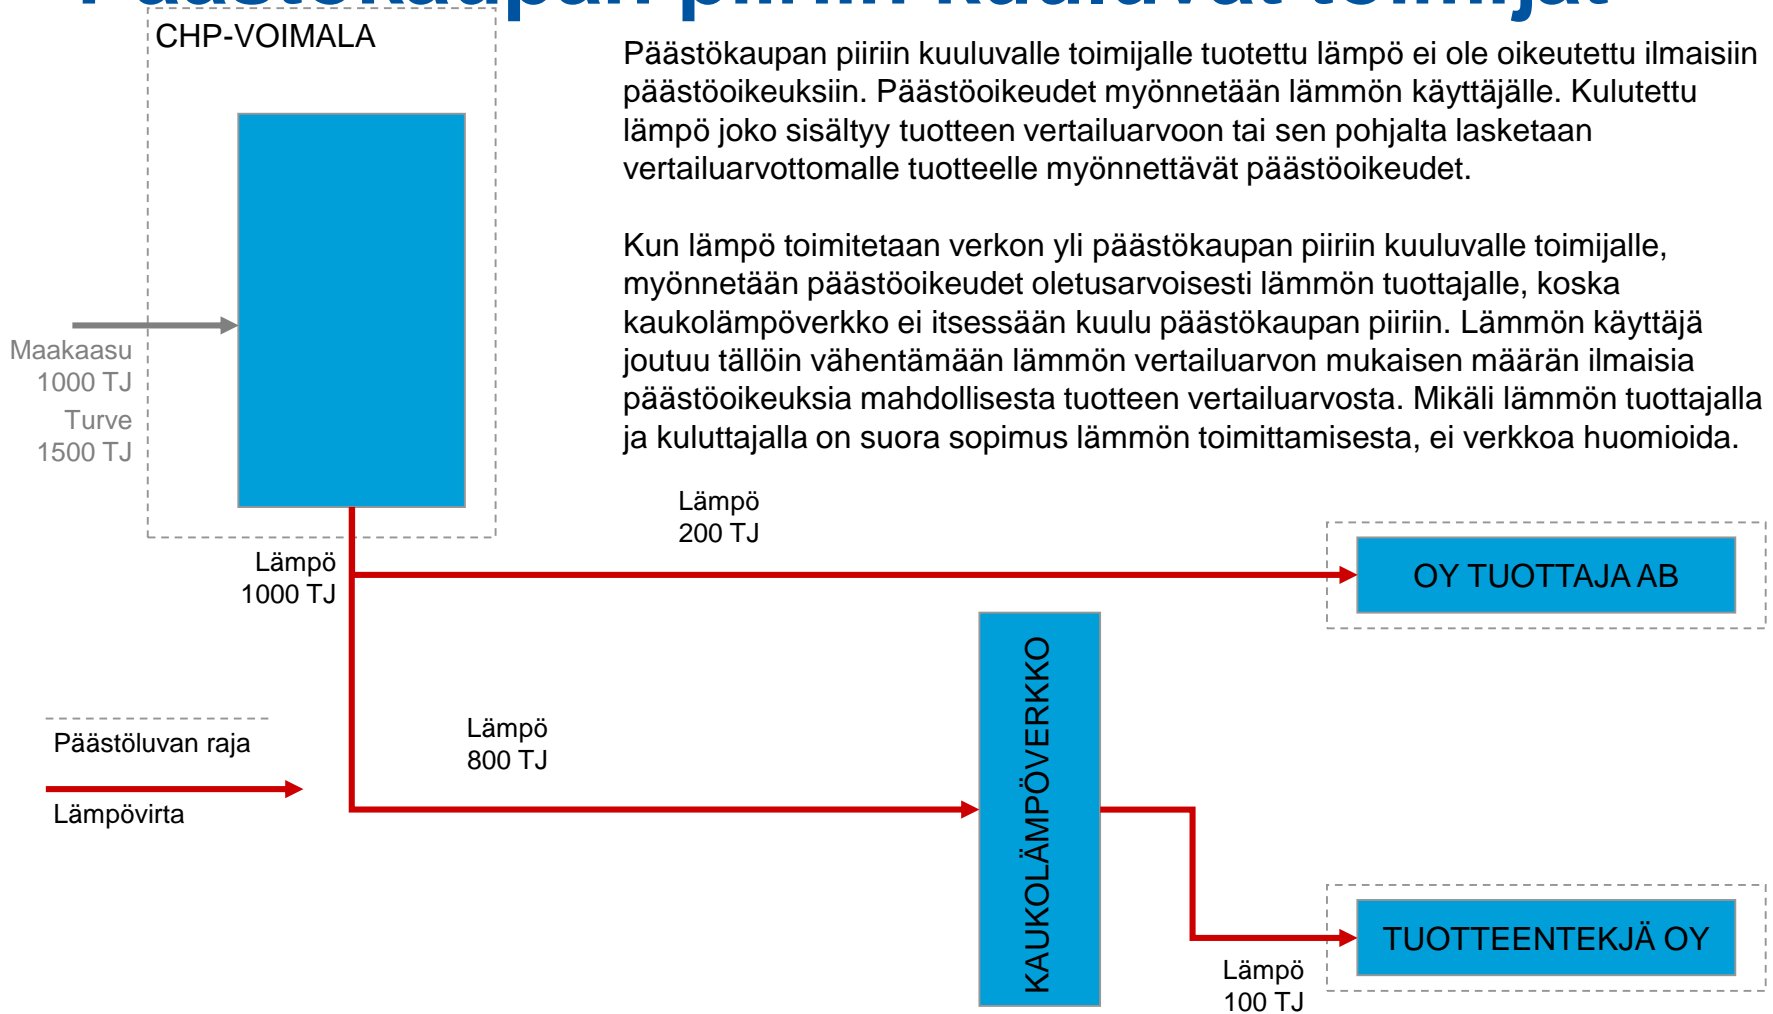 Päästökaupan piiriin kuuluvat toimijat
CHP-VOIMALA
Päästökaupan piiriin kuuluvalle toimijalle tuotettu lämpö ei ole oikeutettu ilmaisiin
päästöoikeuksiin. Päästöoikeudet myönnetään lämmön käyttäjälle. Kulutettu
lämpö joko sisältyy tuotteen vertailuarvoon tai sen pohjalta lasketaan
vertailuarvottomalle tuotteelle myönnettävät päästöoikeudet.
Kun lämpö toimitetaan verkon yli päästökaupan piiriin kuuluvalle toimijalle,
myönnetään päästöoikeudet oletusarvoisesti lämmön tuottajalle, koska
kaukolämpöverkko ei itsessään kuulu päästökaupan piiriin. Lämmön käyttäjä
joutuu tällöin vähentämään lämmön vertailuarvon mukaisen määrän ilmaisia
päästöoikeuksia mahdollisesta tuotteen vertailuarvosta. Mikäli lämmön tuottajalla
ja kuluttajalla on suora sopimus lämmön toimittamisesta, ei verkkoa huomioida.
Maakaasu
1000 TJ
Turve
1500 TJ
Lämpö
200 TJ
Lämpö
1000 TJ
OY TUOTTAJA AB
KAUKOLÄMPÖVERKKO
Lämpö
800 TJ
Päästöluvan raja
Lämpövirta
TUOTTEENTEKJÄ OY
Lämpö
100 TJ